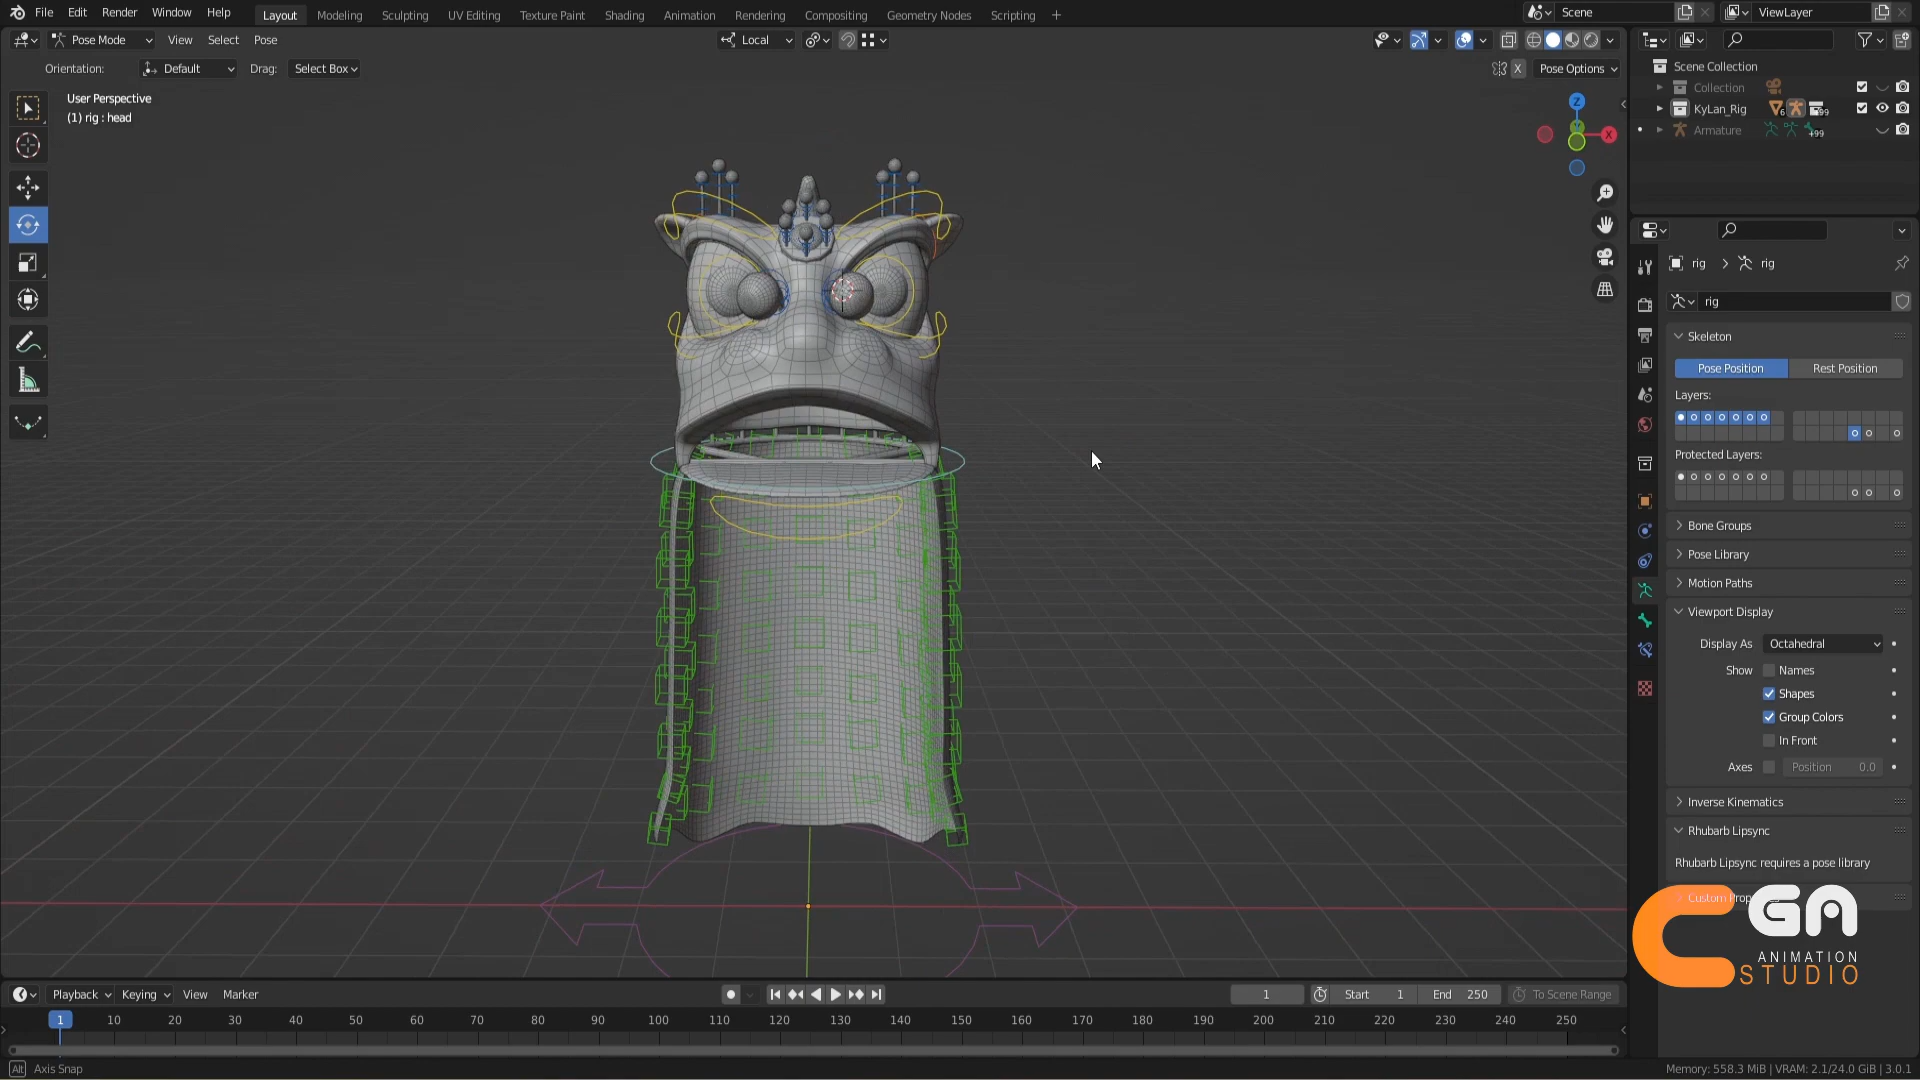 File Edit Render Window Help Layout Modeling Sculpting UV Editing Texture Paint Shading Animation Rendering Compositing Geometry Nodes Scripting + Scene ViewLayer
Pose Mode View Select Pose Local
Orientation: Default Drag: Select Box X Pose Options
User Perspective
(1) rig : head
Z
X
Scene Collection
Collection
KyLan_Rig 6 99
Armature +99
rig > rig
rig
Skeleton
Pose Position Rest Position
Layers:
Protected Layers:
Bone Groups
Pose Library
Motion Paths
Viewport Display
Display As Octahedral
Show Names
Shapes
Group Colors
In Front
Axes Position 0.0
Inverse Kinematics
Rhubarb Lipsync
Rhubarb Lipsync requires a pose library
CGA
ANIMATION
STUDIO
Playback Keying View Marker 1 Start 1 End 250 To Scene Range
1 10 20 30 40 50 60 70 80 90 100 110 120 130 140 150 160 170 180 190 200 210 220 230 240 250
Alt Axis Snap Memory: 558.3 MiB | VRAM: 2.1/24.0 GiB | 3.0.1